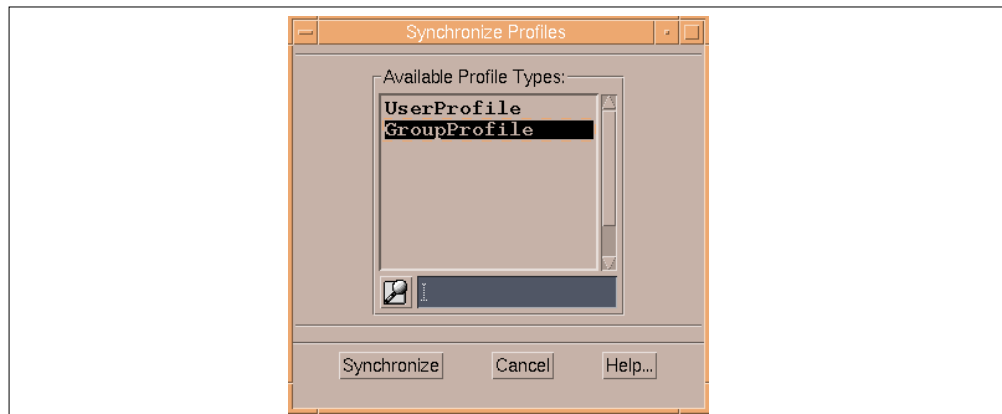 Synchronize Profiles
Available Profile Types:
UserProfile
GroupProfile
Synchronize Cancel Help...